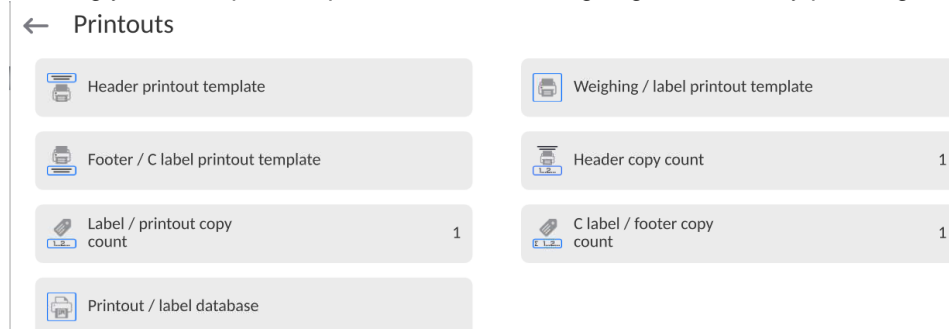 Printouts
Header printout template
Weighing / label printout template
Footer / C label printout template
Header copy count 1
Label / printout copy
count 1
C label / footer copy
count 1
Printout / label database